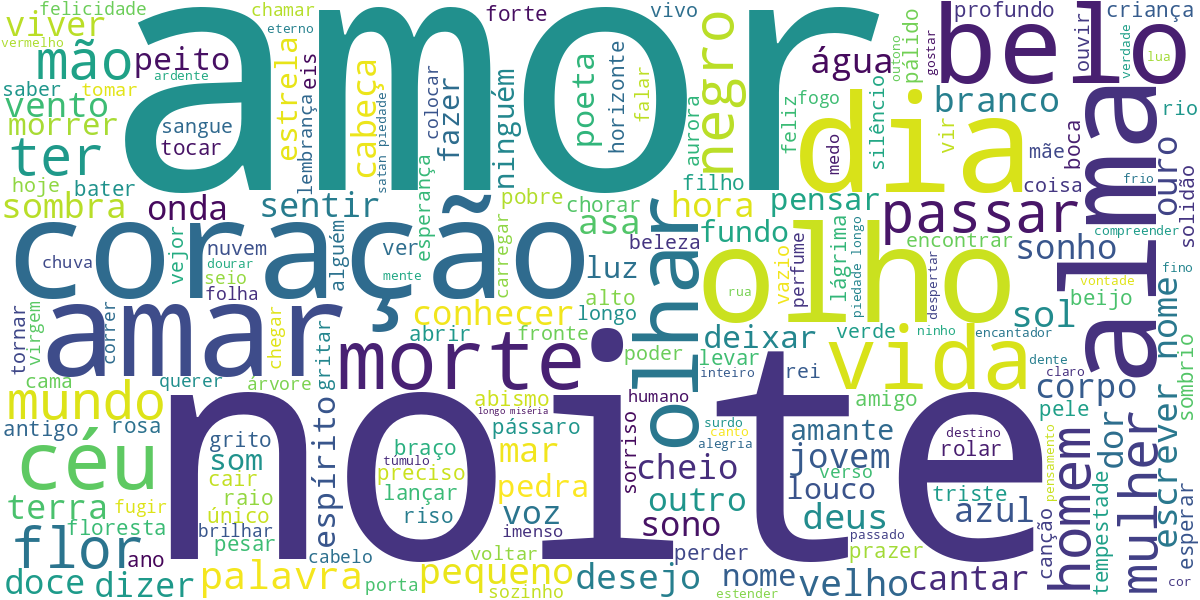 amor
noite
coração
amar
olho
dia
belo
alma
olhar
morte
vida
passar
negro
céu
flor
mundo
mão
ter
homem
mulher
felicidade
viver
vermelho
chamar
eterno
forte
vivo
profundo
criança
peito
ardente
saber
tomar
vento
morrer
sangue
tocar
estrela
lembrança
eis
cabeça
satan piedade
colocar
fazer
ninguém
poeta
horizonte
falar
água
outono
pálido
gostar
ouvir
verdade
lua
branco
rio
fogo
silêncio
feliz
medo
aurora
vir
mãe
boca
ouro
solidão
frio
coisa
compreender
hoje
bater
sombra
onda
sentir
esperança
pobre
chorar
filho
hora
pensar
asa
carregar
beleza
fundo
encontrar
sonho
chuva
vejor
nuvem
dourar
seio
folha
alguém
ver
mente
luz
alto
longo
rua
vazio
perfume
lágrima
piedade longo
despertar
sol
beijo
vontade
fino
nome
tornar
virgem
correr
chegar
gritar
conhecer
abrir
fronte
deixar
verde
ninho
encantador
dente
claro
sombrio
cama
querer
árvore
poder
levar
inteiro
rei
corpo
pele
antigo
rosa
grito
som
cair
raio
único
brilhar
pesar
espírito
braço
túmulo
preciso
lançar
riso
abismo
longo miséria
pássaro
mar
pedra
voz
imenso
humano
sorriso
cheio
outro
sono
surdo
canto
alegria
amante
jovem
verso
louco
deus
amigo
destino
rolar
triste
azul
passado
prazer
pensamento
canção
dor
tempestade
escrever
esperar
cor
terra
fugir
floresta
ano
doce
dizer
palavra
cabelo
porta
pequeno
voltar
sozinho
desejo
perder
nome
estender
velho
cantar